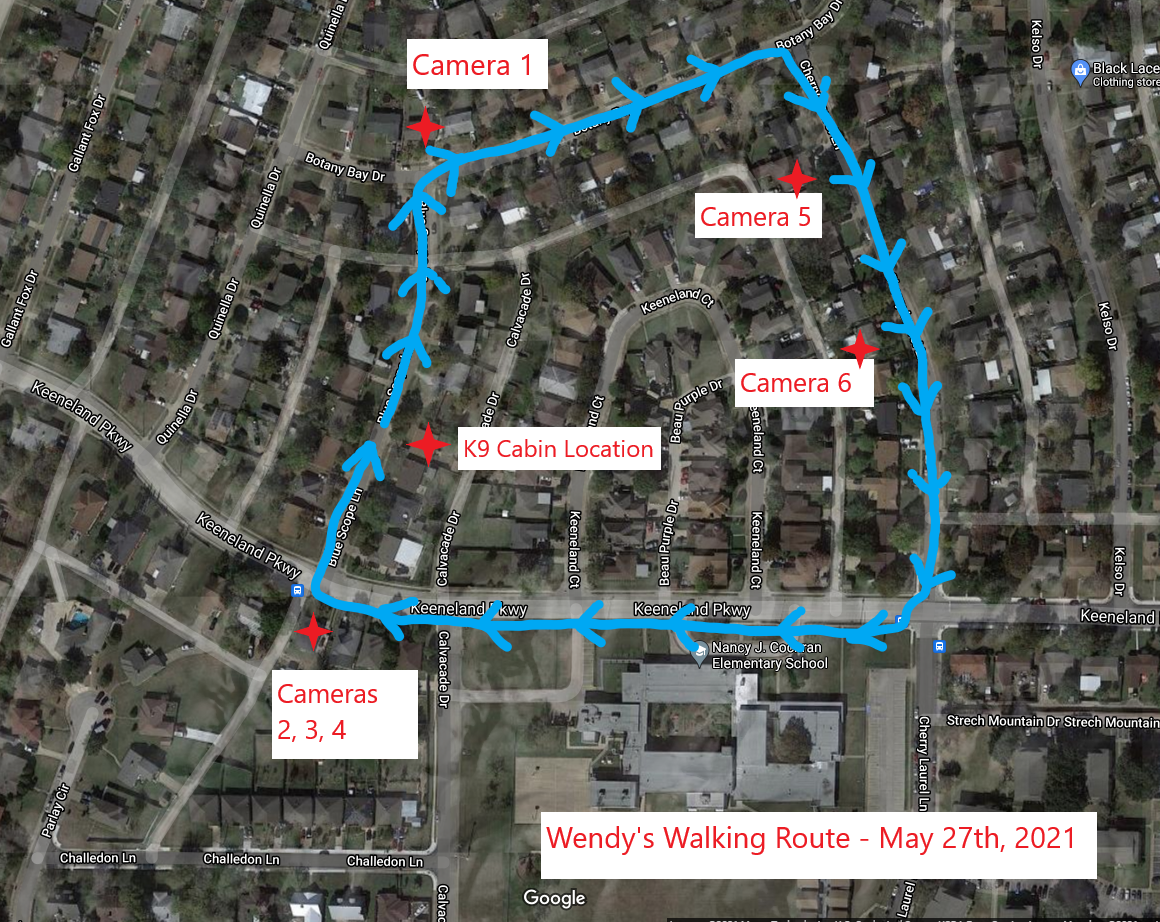 Quinella D
Botany Bay Dr
Kelso Dr
Camera 1
Black Lace
Clothing store
Gallant Fox Dr
Botany Bay Dr
Quinella Dr
Camera 5
Gallant Fox Dr
Quinella Dr
Calvacade Dr
Keeneland Ct
Kelso Dr
Camera 6
Keeneland Pkwy
Quinella Dr
Beau Purple Dr
K9 Cabin Location
Keeneland Pkwy
Blue Scope Ln
Calvacade Dr
Keeneland Ct
Beau Purple Dr
Keeneland Ct
Kelso Dr
Keeneland Pkwy
Keeneland Pkwy
Keeneland
Nancy J. Cochran
Elementary School
Calvacade Dr
Cameras
2, 3, 4
Strech Mountain Dr
Strech Mountain
Cherry Laurel Ln
Parlay Cir
Wendy's Walking Route - May 27th, 2021
Challedon Ln
Challedon Ln
Challedon Ln
Google
Laurel